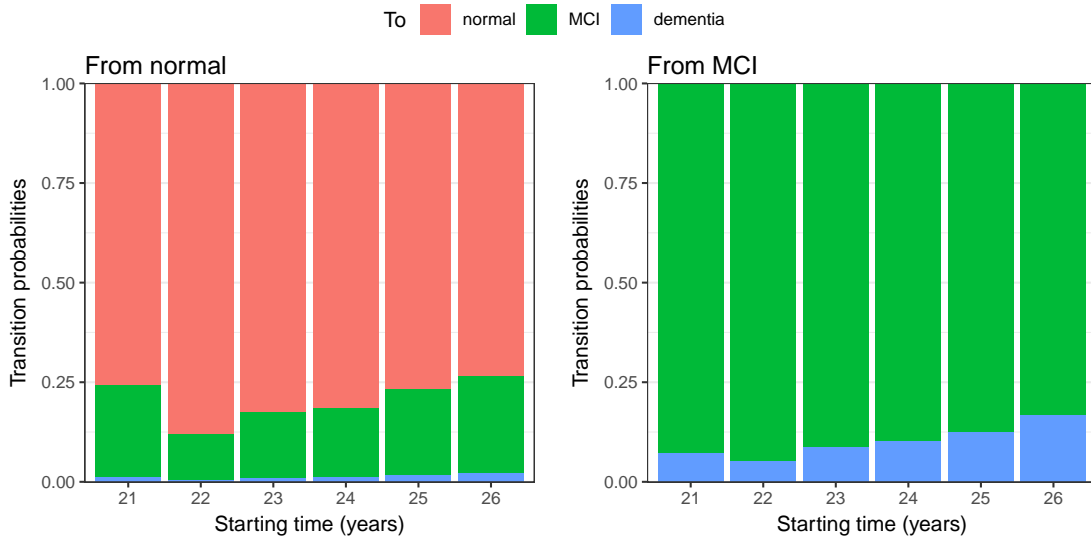 To normal MCI dementia
From normal
1.00
0.75
0.50
0.25
0.00
Transition probabilities
21 22 23 24 25 26
Starting time (years)
From MCI
1.00
0.75
0.50
0.25
0.00
Transition probabilities
21 22 23 24 25 26
Starting time (years)